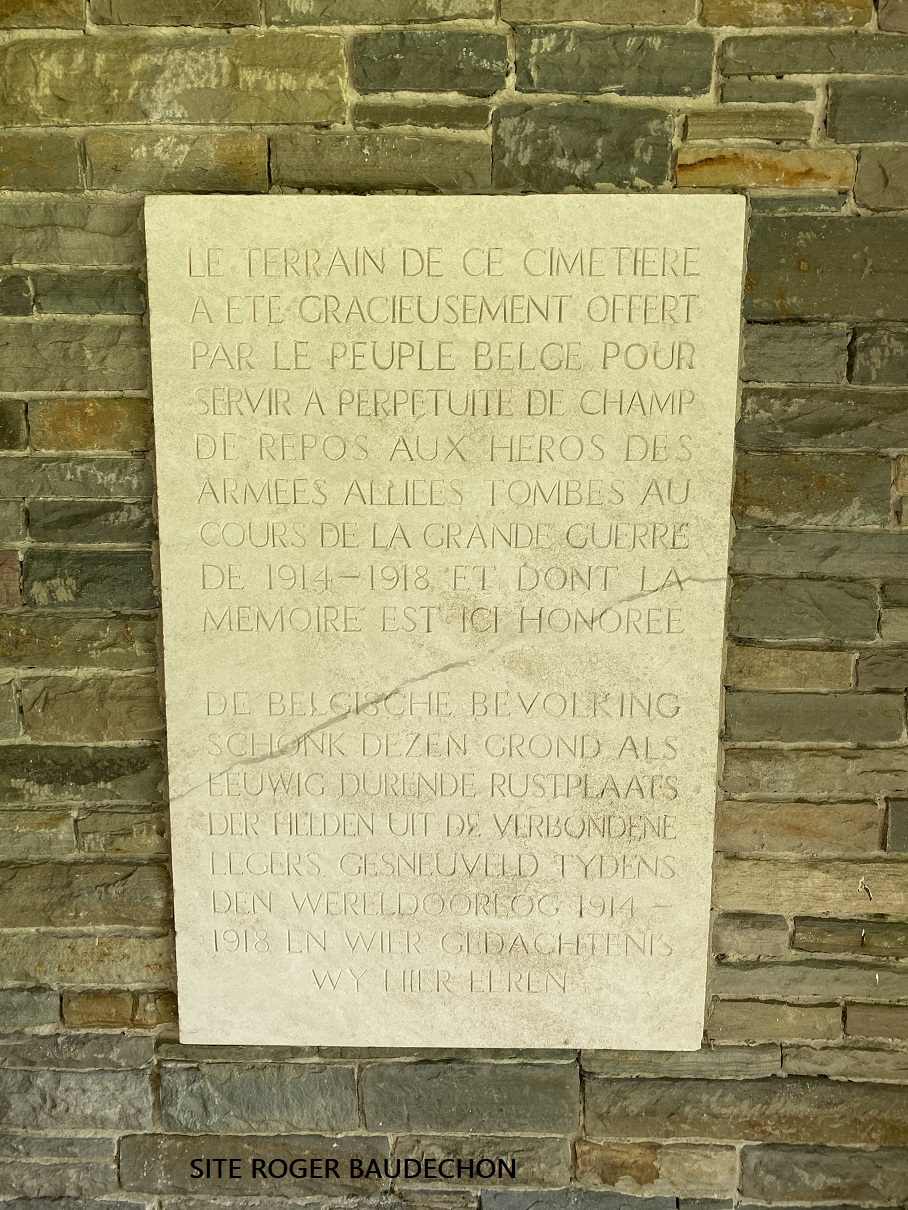 LE TERRAIN DE CE CIMETIERE
A ETE GRACIEUSEMENT OFFERT
PAR LE PEUPLE BELGE POUR
SERVIR A PERPETUITE DE CHAMP
DE REPOS AUX HEROS DES
ARMEES ALLIEES TOMBES AU
COURS DE LA GRANDE GUERRE
DE 1914-1918 ET DONT LA
MEMOIRE EST ICI HONOREE
DE BELGISCHE BEVOLKING
SCHONK DEZEN GROND ALS
EEUWIG DURENDE RUSTPLAATS
DER HELDEN UIT DE VERBONDENE
LEGERS. GESNEUVELD TYDENS
DEN WERELDOORLOG 1914 -
1918 EN WIER GEDACHTENIS
WY HIER EEREN
SITE ROGER BAUDECHON